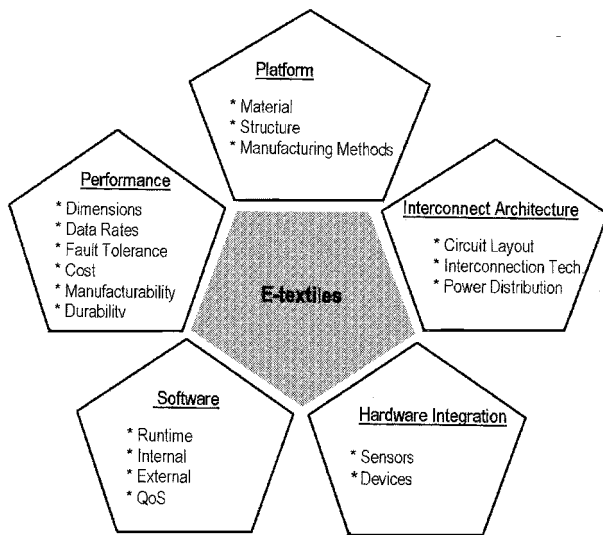 Platform
* Material
* Structure
* Manufacturing Methods
Performance
* Dimensions
* Data Rates
* Fault Tolerance
* Cost
* Manufacturability
* Durability
Interconnect Architecture
* Circuit Layout
* Interconnection Tech.
* Power Distribution
E-textiles
Software
* Runtime
* Internal
* External
* QoS
Hardware Integration
* Sensors
* Devices